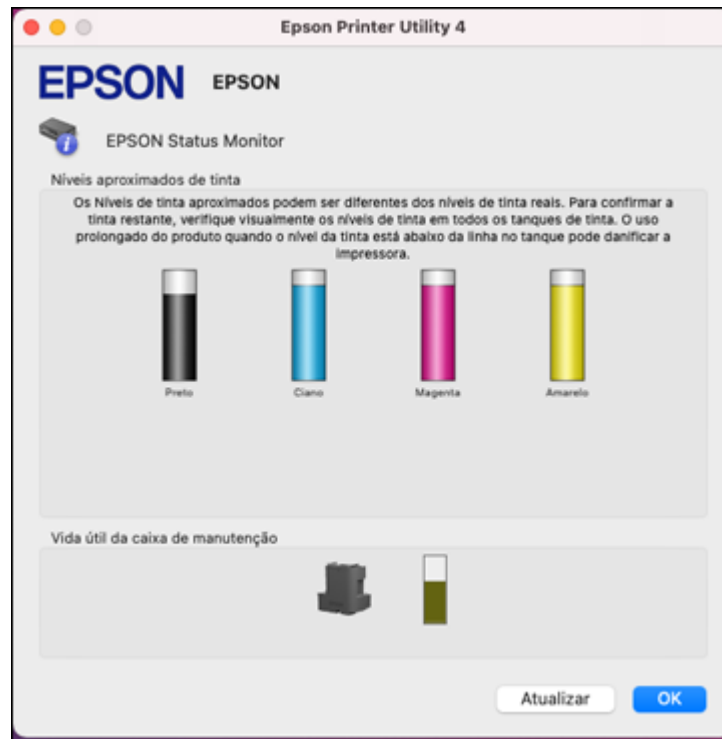 Epson Printer Utility 4
EPSON EPSON
EPSON Status Monitor
Níveis aproximados de tinta
Os Níveis de tinta aproximados podem ser diferentes dos níveis de tinta reais. Para confirmar a
tinta restante, verifique visualmente os níveis de tinta em todos os tanques de tinta. O uso
prolongado do produto quando o nível da tinta está abaixo da linha no tanque pode danificar a
impressora.
Preto Ciano Magenta Amarelo
Vida útil da caixa de manutenção
Atualizar OK